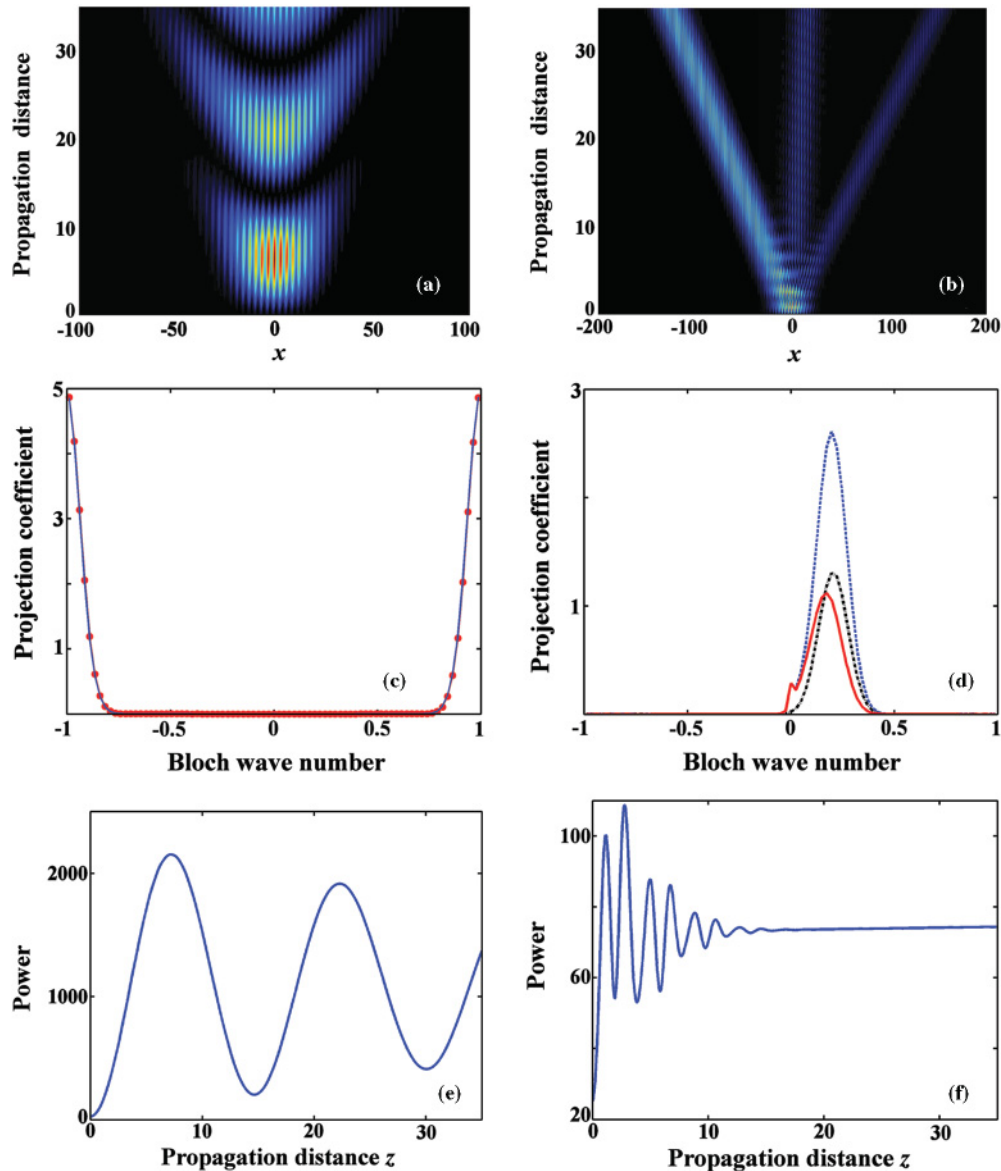 30
20
10
0
Propagation distance
-100
-50
0
50
100
x
(a)
30
20
10
0
Propagation distance
-200
-100
0
100
200
x
(b)
5
3
1
Projection coefficient
-1
-0.5
0
0.5
1
Bloch wave number
(c)
3
1
Projection coefficient
-1
-0.5
0
0.5
1
Bloch wave number
(d)
2000
1000
0
Power
0
10
20
30
Propagation distance z
(e)
100
60
20
Power
0
10
20
30
Propagation distance z
(f)